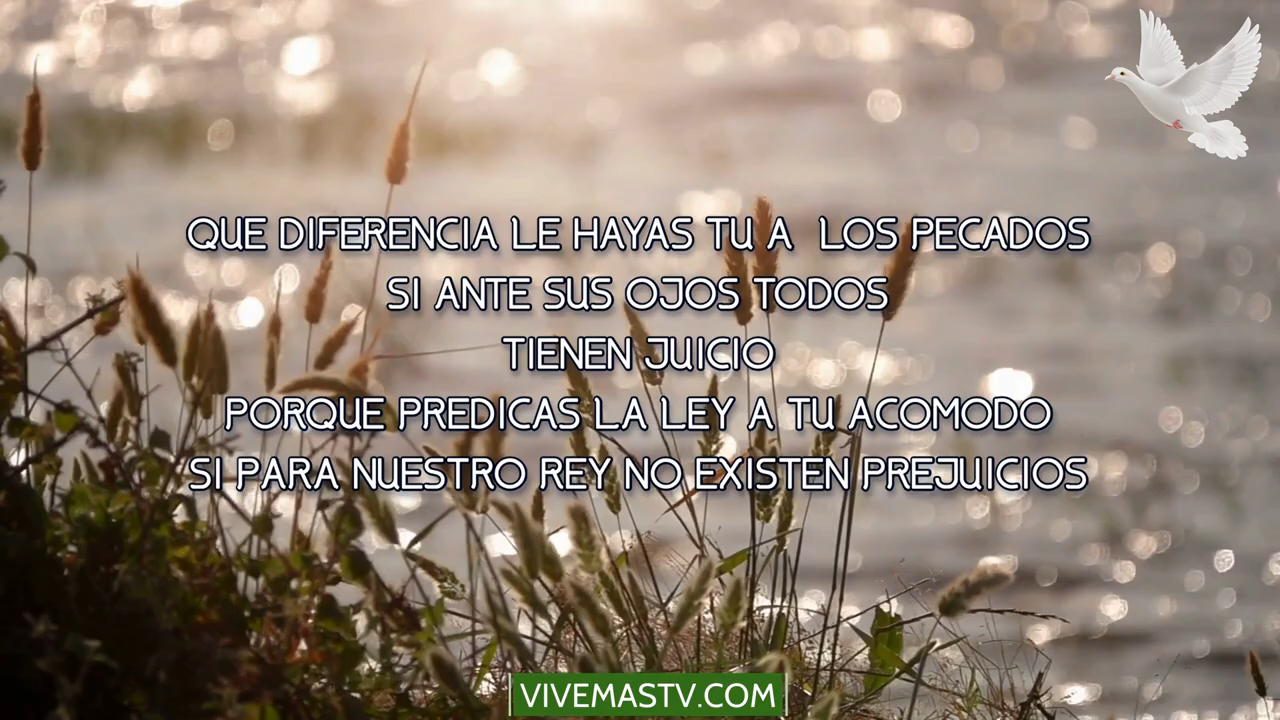 QUE DIFERENCIA LE HAYAS TU A LOS PECADOS
SI ANTE SUS OJOS TODOS
TIENEN JUICIO
PORQUE PREDICAS LA LEY A TU ACOMODO
SI PARA NUESTRO REY NO EXISTEN PREJUICIOS
VIVEMASTV.COM